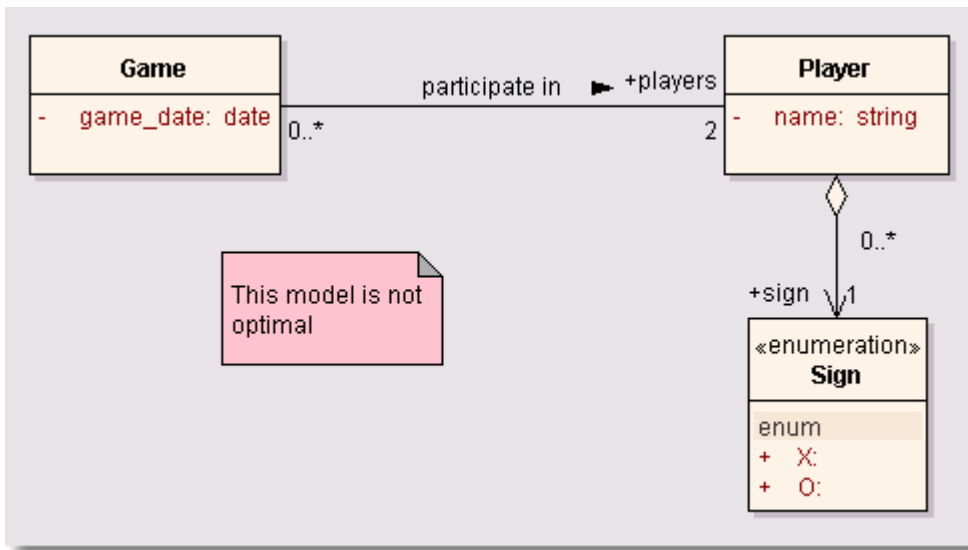 Game
- game_date: date
participate in
+players
0..*
2
Player
- name: string
0..*
+sign
1
This model is not
optimal
«enumeration»
Sign
enum
+ X:
+ O: